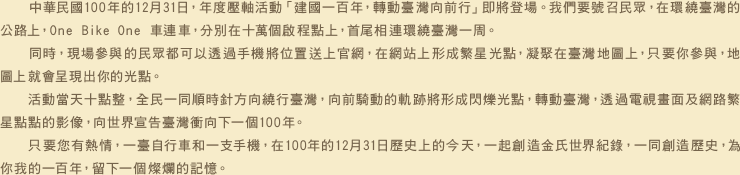 中華民國100年的12月31日，年度壓軸活動「建國一百年，轉動臺灣向前行」即將登場。我們要號召民眾，在環繞臺灣的
公路上，One Bike One 車連車，分別在十萬個啟程點上，首尾相連環繞臺灣一周。
同時，現場參與的民眾都可以透過手機將位置送上官網，在網站上形成繁星光點，凝聚在臺灣地圖上，只要你參與，地
圖上就會呈現出你的光點。
活動當天十點整，全民一同順時針方向繞行臺灣，向前騎動的軌跡將形成閃爍光點，轉動臺灣，透過電視畫面及網路繁
星點點的影像，向世界宣告臺灣衝向下一個100年。
只要您有熱情，一臺自行車和一支手機，在100年的12月31日歷史上的今天，一起創造金氏世界紀錄，一同創造歷史，為
你我的一百年，留下一個燦爛的記憶。